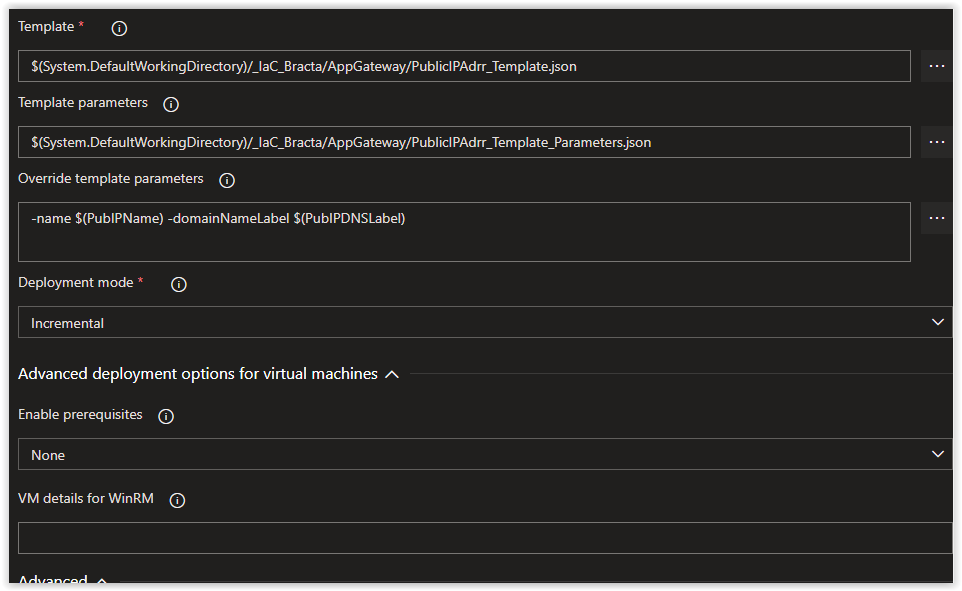 Template *
$(System.DefaultWorkingDirectory)/_IaC_Bracta/AppGateway/PublicIPAdrr_Template.json
Template parameters
$(System.DefaultWorkingDirectory)/_IaC_Bracta/AppGateway/PublicIPAdrr_Template_Parameters.json
Override template parameters
-name $(PubIPName) -domainNameLabel $(PubIPDNSLabel)
Deployment mode *
Incremental
Advanced deployment options for virtual machines
Enable prerequisites
None
VM details for WinRM
Advanced